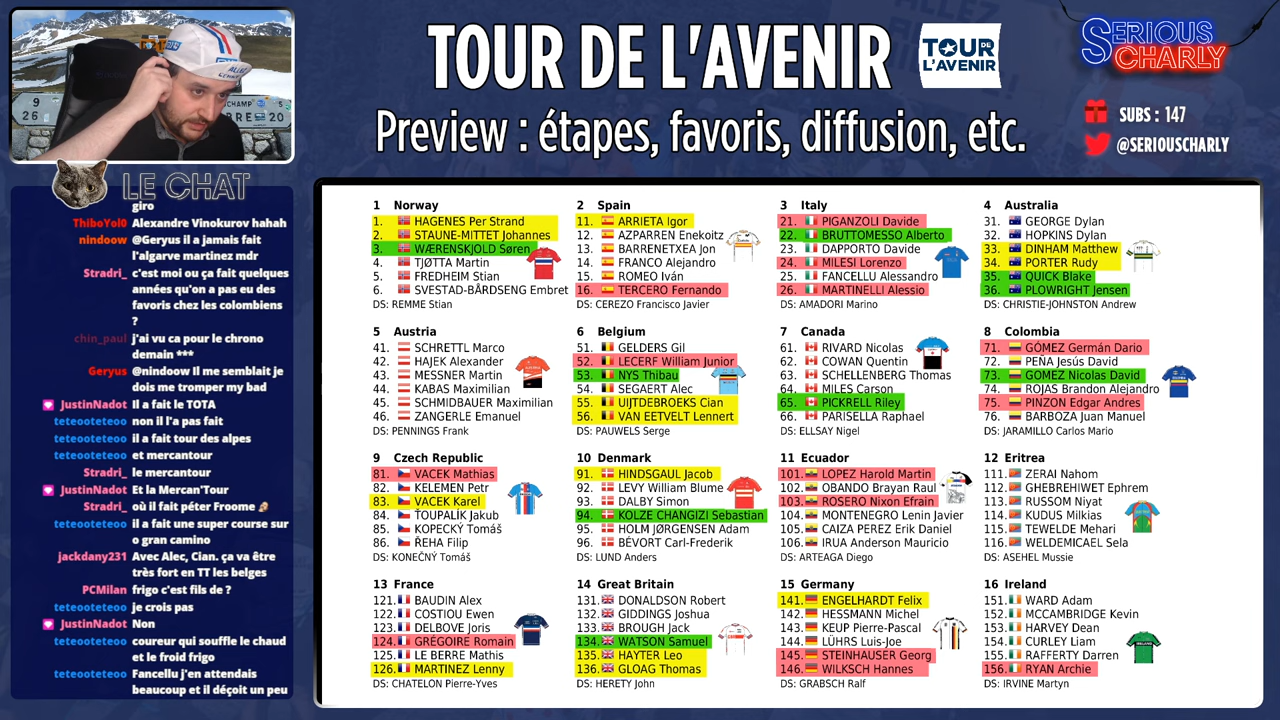 TOUR DE L'AVENIR
TOUR DE L'AVENIR
SERIOUS CHARLY
Preview : étapes, favoris, diffusion, etc.
SUBS : 147
@SERIOUSCHARLY
9
26
CHAMP
5
BRE
20
LE CHAT
giro
ThiboYol0 Alexandre Vinokurov hahah
nindoow @Geryus il a jamais fait
l'algarve martinez mdr
Stradi_ c'est moi ou ça fait quelques
années qu'on a pas eu des
favoris chez les colombiens
?
chin_paul j'ai vu ca pour le chrono
demain ***
Geryus @nindoow Il me semblait je
dois me tromper my bad
JustinNadot Il a fait le TOTA
teteooteteoo non il l'a pas fait
teteooteteoo il a fait tour des alpes
teteooteteoo et mercantour
Stradi_ le mercantour
JustinNadot Et la Mercan'Tour
Stradi_ où il fait péter Froome
teteooteteoo il a fait une super course sur
o gran camino
jackdany231 Avec Alec, Cian. ça va être
très fort en TT les belges
PCMilan frigo c'est fils de ?
teteooteteoo je crois pas
JustinNadot Non
teteooteteoo coureur qui souffle le chaud
et le froid frigo
teteooteteoo Fancellu j'en attendais
beaucoup et il déçoit un peu
1 Norway
1. HAGENES Per Strand
2. STAUNE-MITTET Johannes
3. WÆRENSKJOLD Søren
4. TJØTTA Martin
5. FREDHEIM Stian
6. SVESTAD-BÅRDSENG Embret
DS: REMME Stian
2 Spain
11. ARRIETA Igor
12. AZPARREN Enekoitz
13. BARRENETXEA Jon
14. FRANCO Alejandro
15. ROMEO Iván
16. TERCERO Fernando
DS: CEREZO Francisco Javier
3 Italy
21. PIGANZOLI Davide
22. BRUTTOMESSO Alberto
23. DAPPORTO Davide
24. MILESI Lorenzo
25. FANCELLU Alessandro
26. MARTINELLI Alessio
DS: AMADORI Marino
4 Australia
31. GEORGE Dylan
32. HOPKINS Dylan
33. DINHAM Matthew
34. PORTER Rudy
35. QUICK Blake
36. PLOWRIGHT Jensen
DS: CHRISTIE-JOHNSTON Andrew
5 Austria
41. SCHRETTL Marco
42. HAJEK Alexander
43. MESSNER Martin
44. KABAS Maximilian
45. SCHMIDBAUER Maximilian
46. ZANGERLE Emanuel
DS: PENNINGS Frank
6 Belgium
51. GELDERS Gil
52. LECERF William Junior
53. NYS Thibau
54. SEGAERT Alec
55. UIJTDEBROEKS Cian
56. VAN EETVELT Lennert
DS: PAUWELS Serge
7 Canada
61. RIVARD Nicolas
62. COWAN Quentin
63. SCHELLENBERG Thomas
64. MILES Carson
65. PICKRELL Riley
66. PARISELLA Raphael
DS: ELLSAY Nigel
8 Colombia
71. GÓMEZ Germán Dario
72. PEÑA Jesús David
73. GÓMEZ Nicolas David
74. ROJAS Brandon Alejandro
75. PINZON Edgar Andres
76. BARBOZA Juan Manuel
DS: JARAMILLO Carlos Mario
9 Czech Republic
81. VACEK Mathias
82. KELEMEN Petr
83. VACEK Karel
84. ŤOUPALÍK Jakub
85. KOPECKÝ Tomáš
86. ŘEHA Filip
DS: KONEČNÝ Tomáš
10 Denmark
91. HINDSGAUL Jacob
92. LEVY William Blume
93. DALBY Simon
94. KOLZE CHANGIZI Sebastian
95. HOLM JØRGENSEN Adam
96. BÉVORT Carl-Frederik
DS: LUND Anders
11 Ecuador
101. LOPEZ Harold Martin
102. OBANDO Brayan Raul
103. ROSERO Nixon Efrain
104. MONTENEGRO Lenin Javier
105. CAIZA PEREZ Erik Daniel
106. IRUA Anderson Mauricio
DS: ARTEAGA Diego
12 Eritrea
111. ZERAI Nahom
112. GHEBREHIWET Ephrem
113. RUSSOM Niyat
114. KUDUS Milkias
115. TEWELDE Mehari
116. WELDEMICAEL Sela
DS: ASEHEL Mussie
13 France
121. BAUDIN Alex
122. COSTIOU Ewen
123. DELBOVE Joris
124. GRÉGOIRE Romain
125. LE BERRE Mathis
126. MARTINEZ Lenny
DS: CHATELON Pierre-Yves
14 Great Britain
131. DONALDSON Robert
132. GIDDINGS Joshua
133. BROUGH Jack
134. WATSON Samuel
135. HAYTER Leo
136. GLOAG Thomas
DS: HERETY John
15 Germany
141. ENGELHARDT Felix
142. HESSMANN Michel
143. KEUP Pierre-Pascal
144. LÜHRS Luis-Joe
145. STEINHAUSER Georg
146. WILKSCH Hannes
DS: GRABSCH Ralf
16 Ireland
151. WARD Adam
152. MCCAMBRIDGE Kevin
153. HARVEY Dean
154. CURLEY Liam
155. RAFFERTY Darren
156. RYAN Archie
DS: IRVINE Martyn